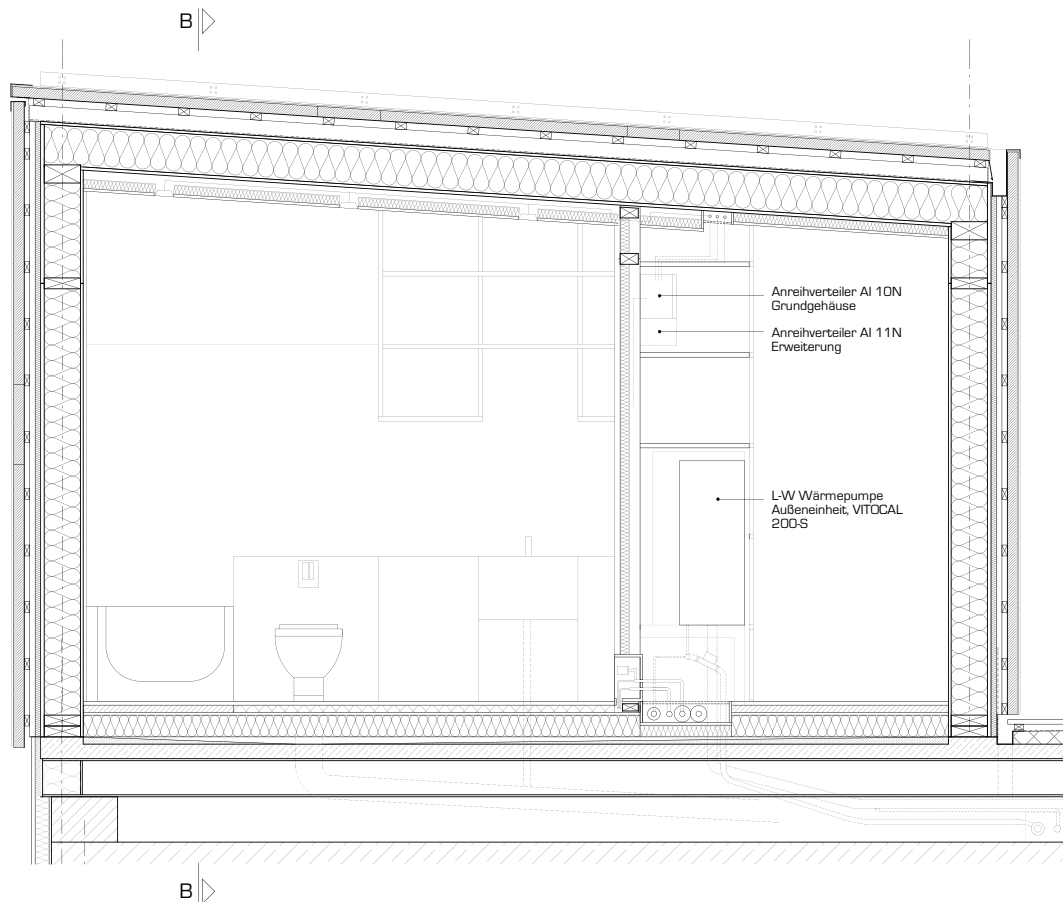 B
Anreihverteiler AI 10N
Grundgehäuse
Anreihverteiler AI 11N
Erweiterung
L-W Wärmepumpe
Außeneinheit, VITOCAL
200-S
B